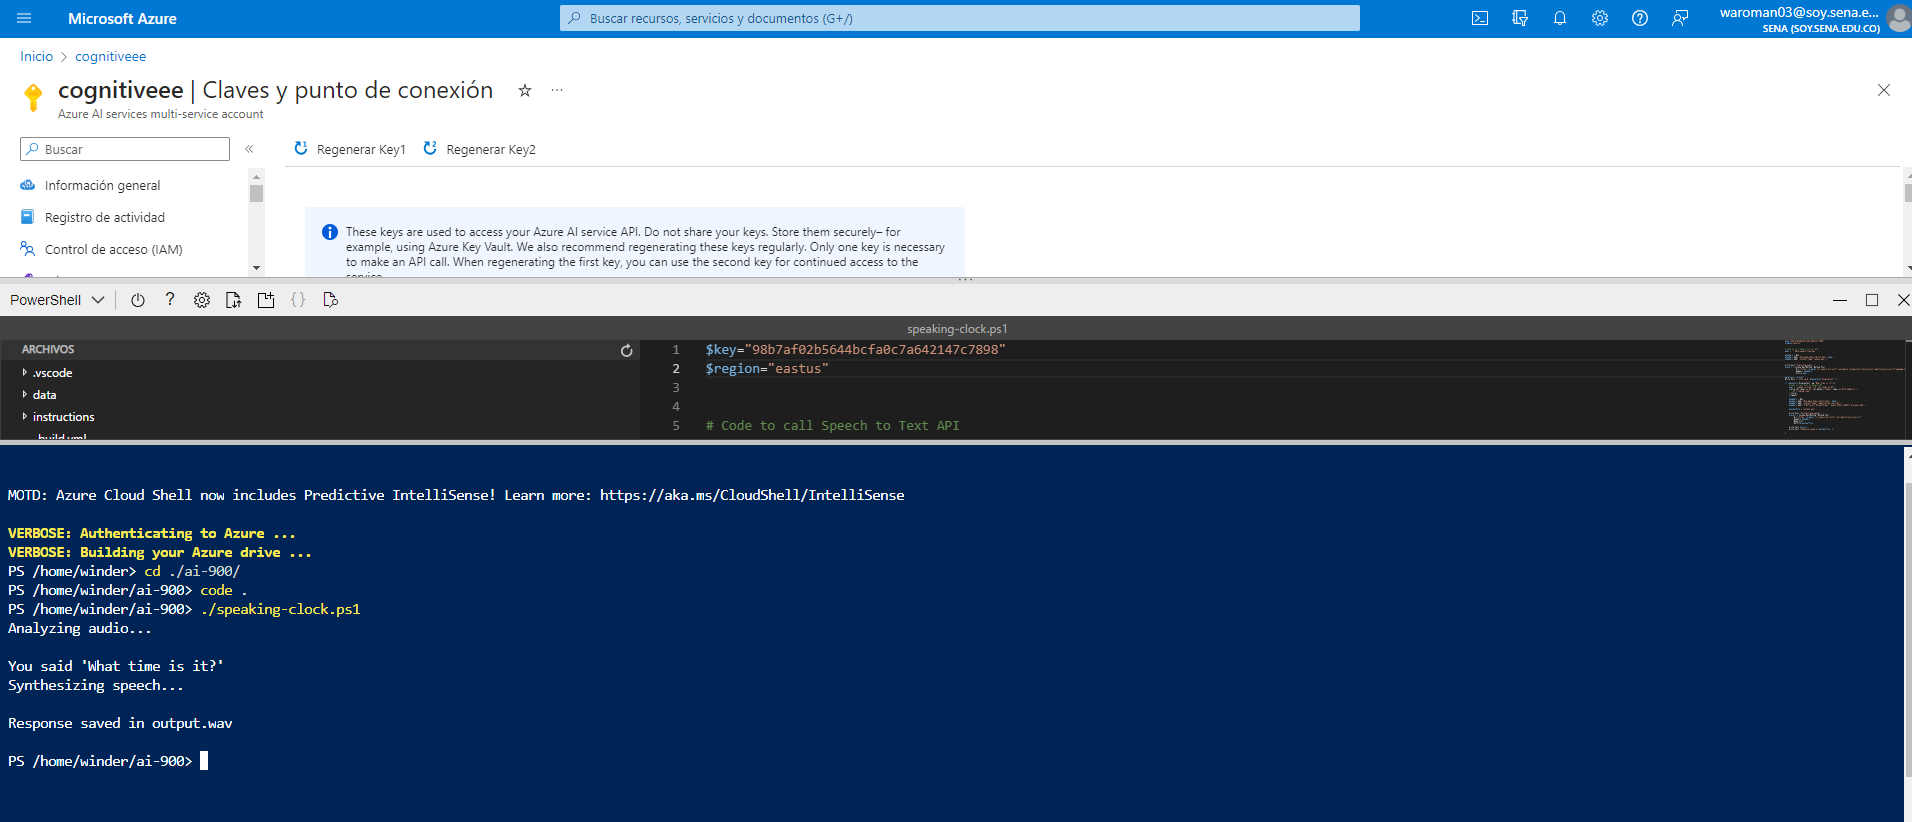 Microsoft Azure
Buscar recursos, servicios y documentos (G+/)
waroman03@soy.sena.e...
SENA (SOY.SENA.EDU.CO)
Inicio > cognitiveee
cognitiveee | Claves y punto de conexión
Azure AI services multi-service account
Buscar
«
Regenerar Key1
Regenerar Key2
Información general
Registro de actividad
Control de acceso (IAM)
These keys are used to access your Azure AI service API. Do not share your keys. Store them securely– for
example, using Azure Key Vault. We also recommend regenerating these keys regularly. Only one key is necessary
to make an API call. When regenerating the first key, you can use the second key for continued access to the
service.
PowerShell
speaking-clock.ps1
ARCHIVOS
.vscode
data
instructions
.build.yml
1 $key="98b7af02b5644bcfa0c7a642147c7898"
2 $region="eastus"
3
4
5 # Code to call Speech to Text API
MOTD: Azure Cloud Shell now includes Predictive IntelliSense! Learn more: https://aka.ms/CloudShell/IntelliSense
VERBOSE: Authenticating to Azure ...
VERBOSE: Building your Azure drive ...
PS /home/winder> cd ./ai-900/
PS /home/winder/ai-900> code .
PS /home/winder/ai-900> ./speaking-clock.ps1
Analyzing audio...
You said 'What time is it?'
Synthesizing speech...
Response saved in output.wav
PS /home/winder/ai-900>